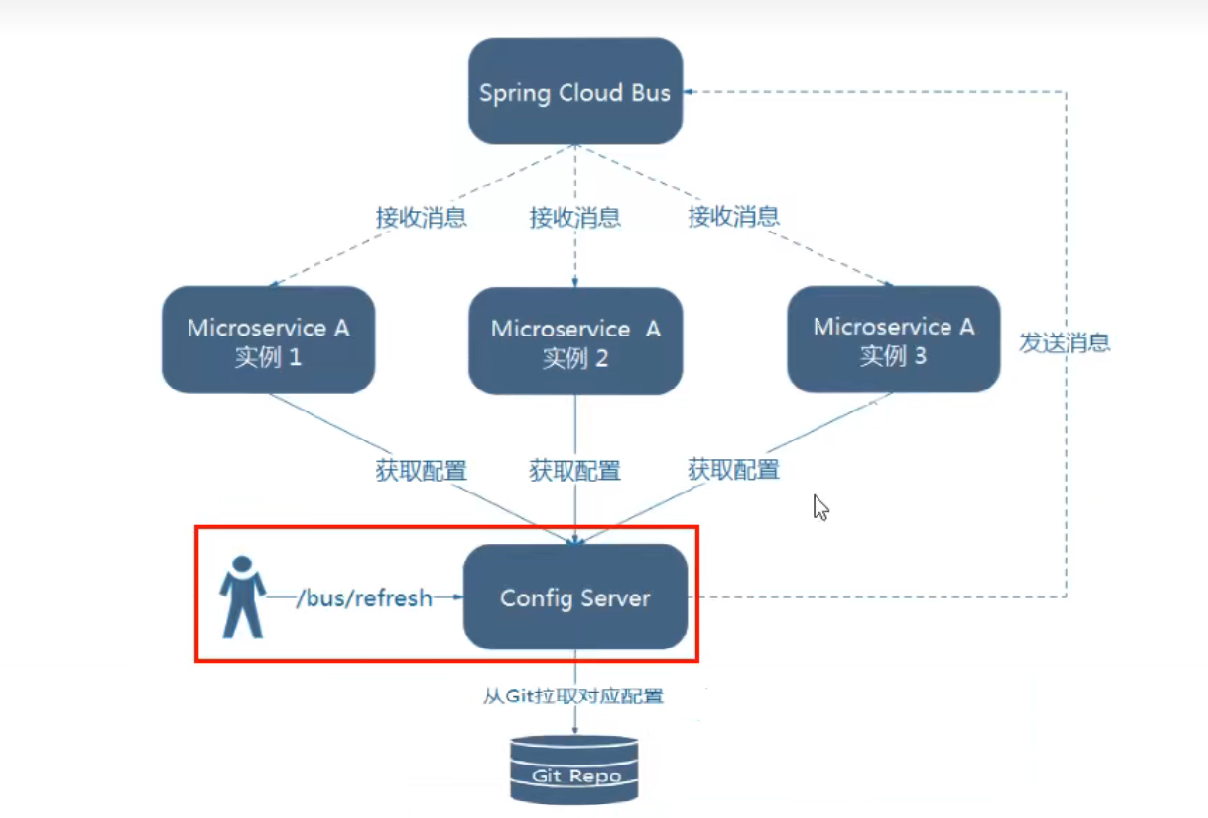 Spring Cloud Bus
接收消息
接收消息
接收消息
Microservice A
实例 1
Microservice A
实例 2
Microservice A
实例 3
发送消息
获取配置
获取配置
获取配置
/bus/refresh
Config Server
从Git拉取对应配置
Git Repo